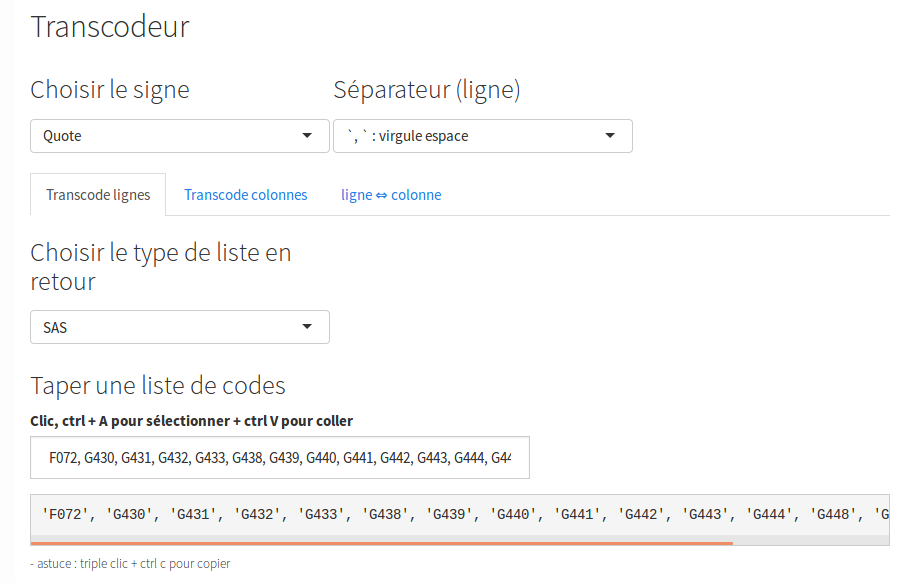 Transcodeur
Choisir le signe
Séparateur (ligne)
Quote
`, ` : virgule espace
Transcode lignes
Transcode colonnes
ligne ⇔ colonne
Choisir le type de liste en
retour
SAS
Taper une liste de codes
Clic, ctrl + A pour sélectionner + ctrl V pour coller
F072, G430, G431, G432, G433, G438, G439, G440, G441, G442, G443, G444, G44
'F072', 'G430', 'G431', 'G432', 'G433', 'G438', 'G439', 'G440', 'G441', 'G442', 'G443', 'G444', 'G448', 'G
- astuce : triple clic + ctrl c pour copier